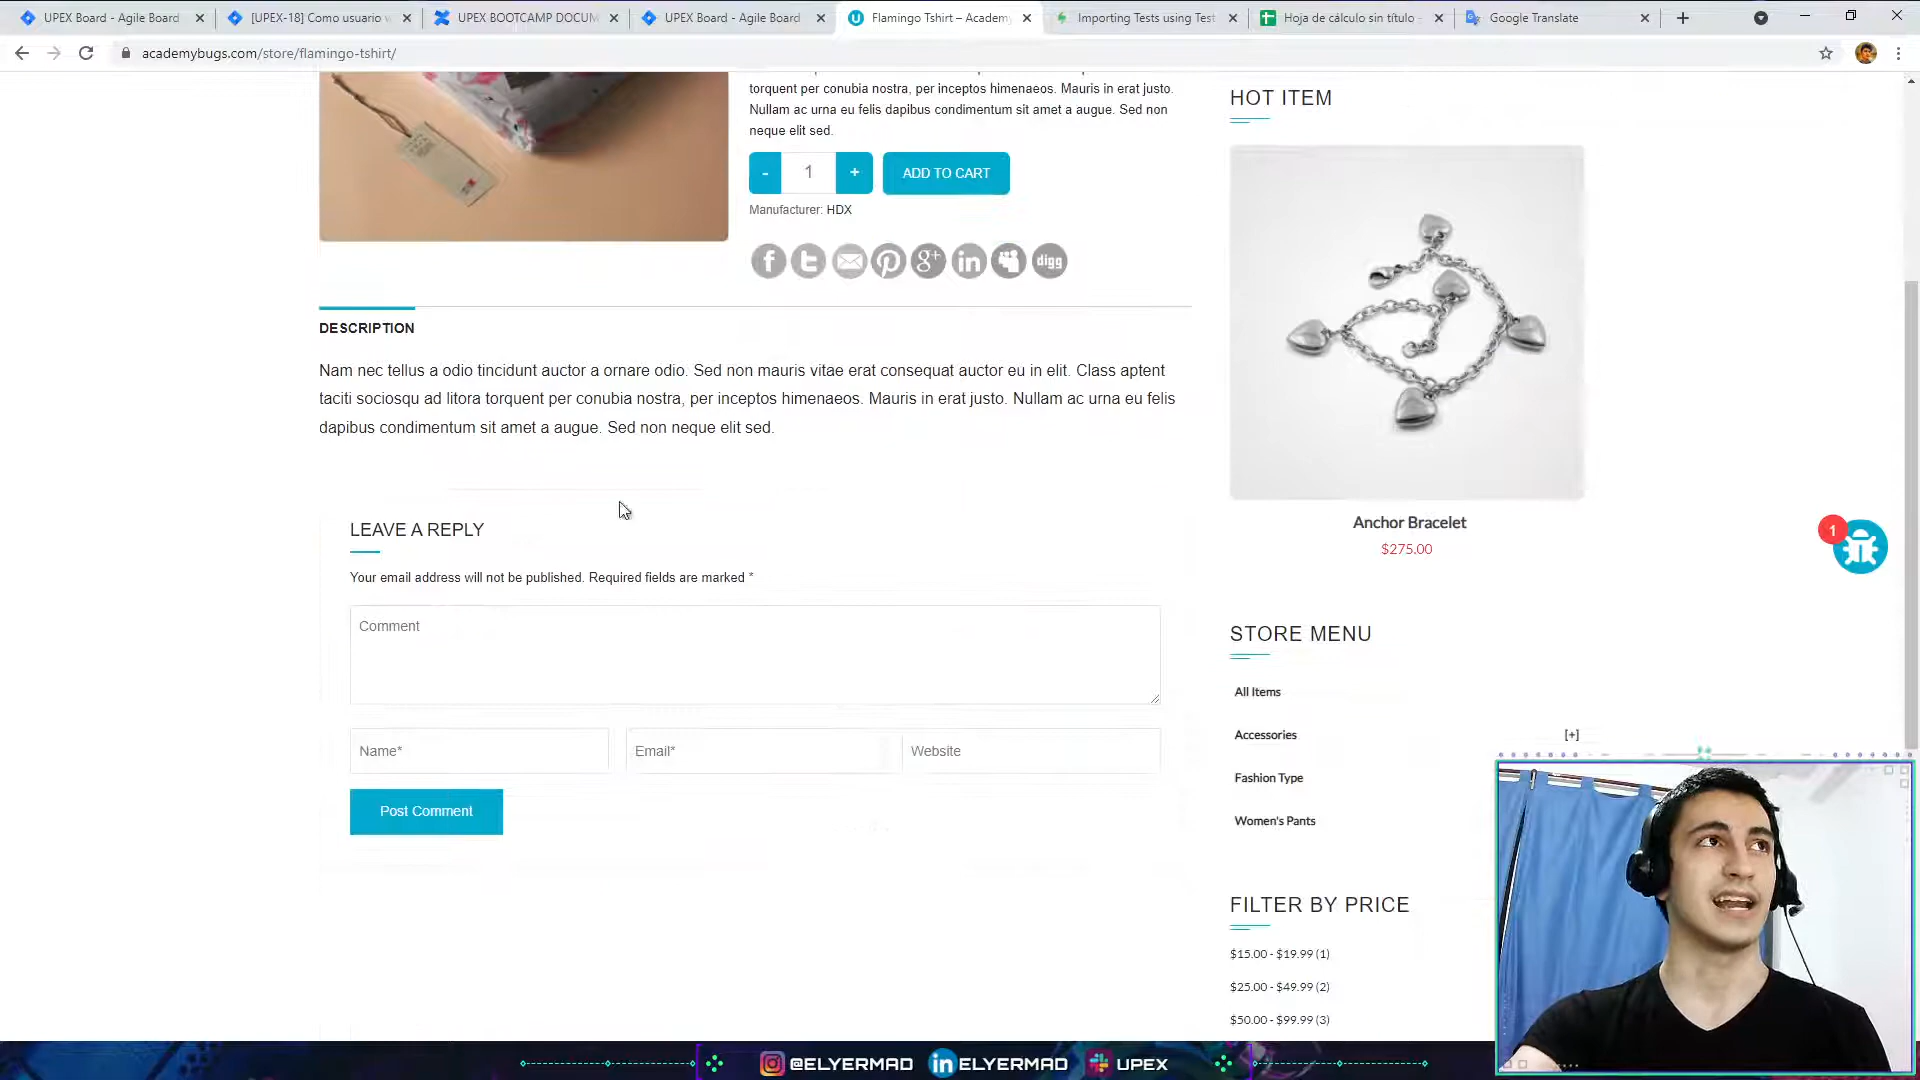 UPEX Board - Agile Board
[UPEX-18] Como usuario v
UPEX BOOTCAMP DOCUM
UPEX Board - Agile Board
Flamingo Tshirt – Academy
Importing Tests using Test
Hoja de cálculo sin título -
Google Translate
academybugs.com/store/flamingo-tshirt/
torquent per conubia nostra, per inceptos himenaeos. Mauris in erat justo.
Nullam ac urna eu felis dapibus condimentum sit amet a augue. Sed non
neque elit sed.
- 1 + ADD TO CART
Manufacturer: HDX
digg
DESCRIPTION
Nam nec tellus a odio tincidunt auctor a ornare odio. Sed non mauris vitae erat consequat auctor eu in elit. Class aptent
taciti sociosqu ad litora torquent per conubia nostra, per inceptos himenaeos. Mauris in erat justo. Nullam ac urna eu felis
dapibus condimentum sit amet a augue. Sed non neque elit sed.
LEAVE A REPLY
Your email address will not be published. Required fields are marked *
Comment
Name*
Email*
Website
Post Comment
HOT ITEM
Anchor Bracelet
$275.00
1
STORE MENU
All Items
Accessories [+]
Fashion Type
Women's Pants
FILTER BY PRICE
$15.00 - $19.99 (1)
$25.00 - $49.99 (2)
$50.00 - $99.99 (3)
@ELYERMAD
ELYERMAD
UPEX